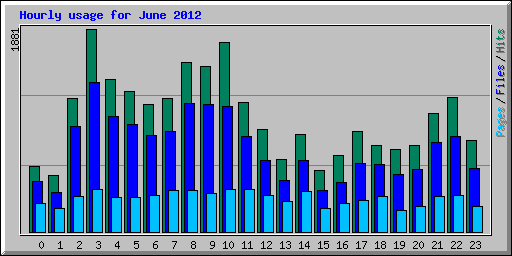 Hourly usage for June 2012
1881
Pages / Files / Hits
0 1 2 3 4 5 6 7 8 9 10 11 12 13 14 15 16 17 18 19 20 21 22 23